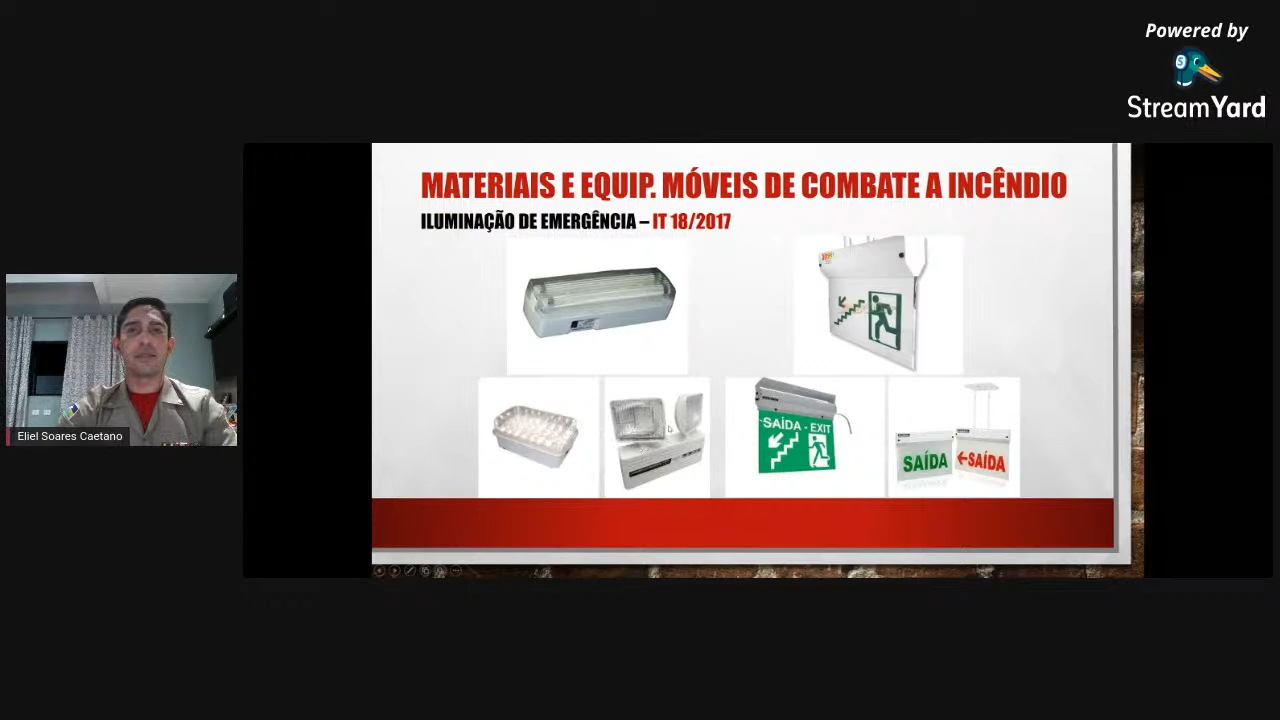 Powered by
StreamYard
MATERIAIS E EQUIP. MÓVEIS DE COMBATE A INCÊNDIO
ILUMINAÇÃO DE EMERGÊNCIA – IT 18/2017
SAÍDA - EXIT
SAÍDA
SAÍDA
Eliel Soares Caetano